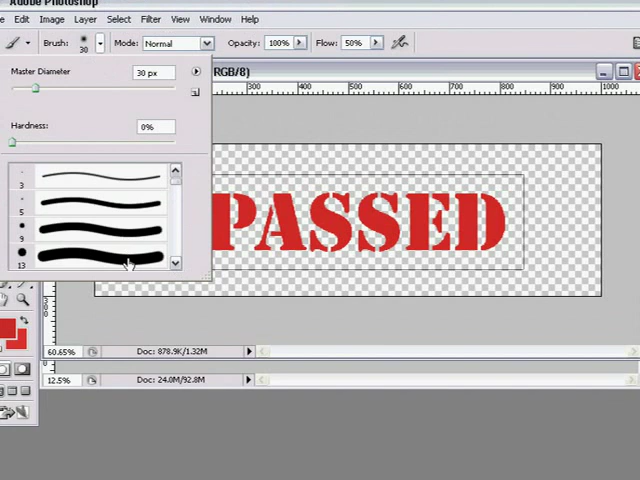 Adobe Photoshop
Edit Image Layer Select Filter View Window Help
Brush: 30 Mode: Normal Opacity: 100% Flow: 50%
RGB/8)
Master Diameter 30 px
300 400 500 600 700 800 900 1000
Hardness: 0%
3
5
9
13
PASSED
60.65% Doc: 878.9K/1.32M
12.5% Doc: 24.0M/92.8M